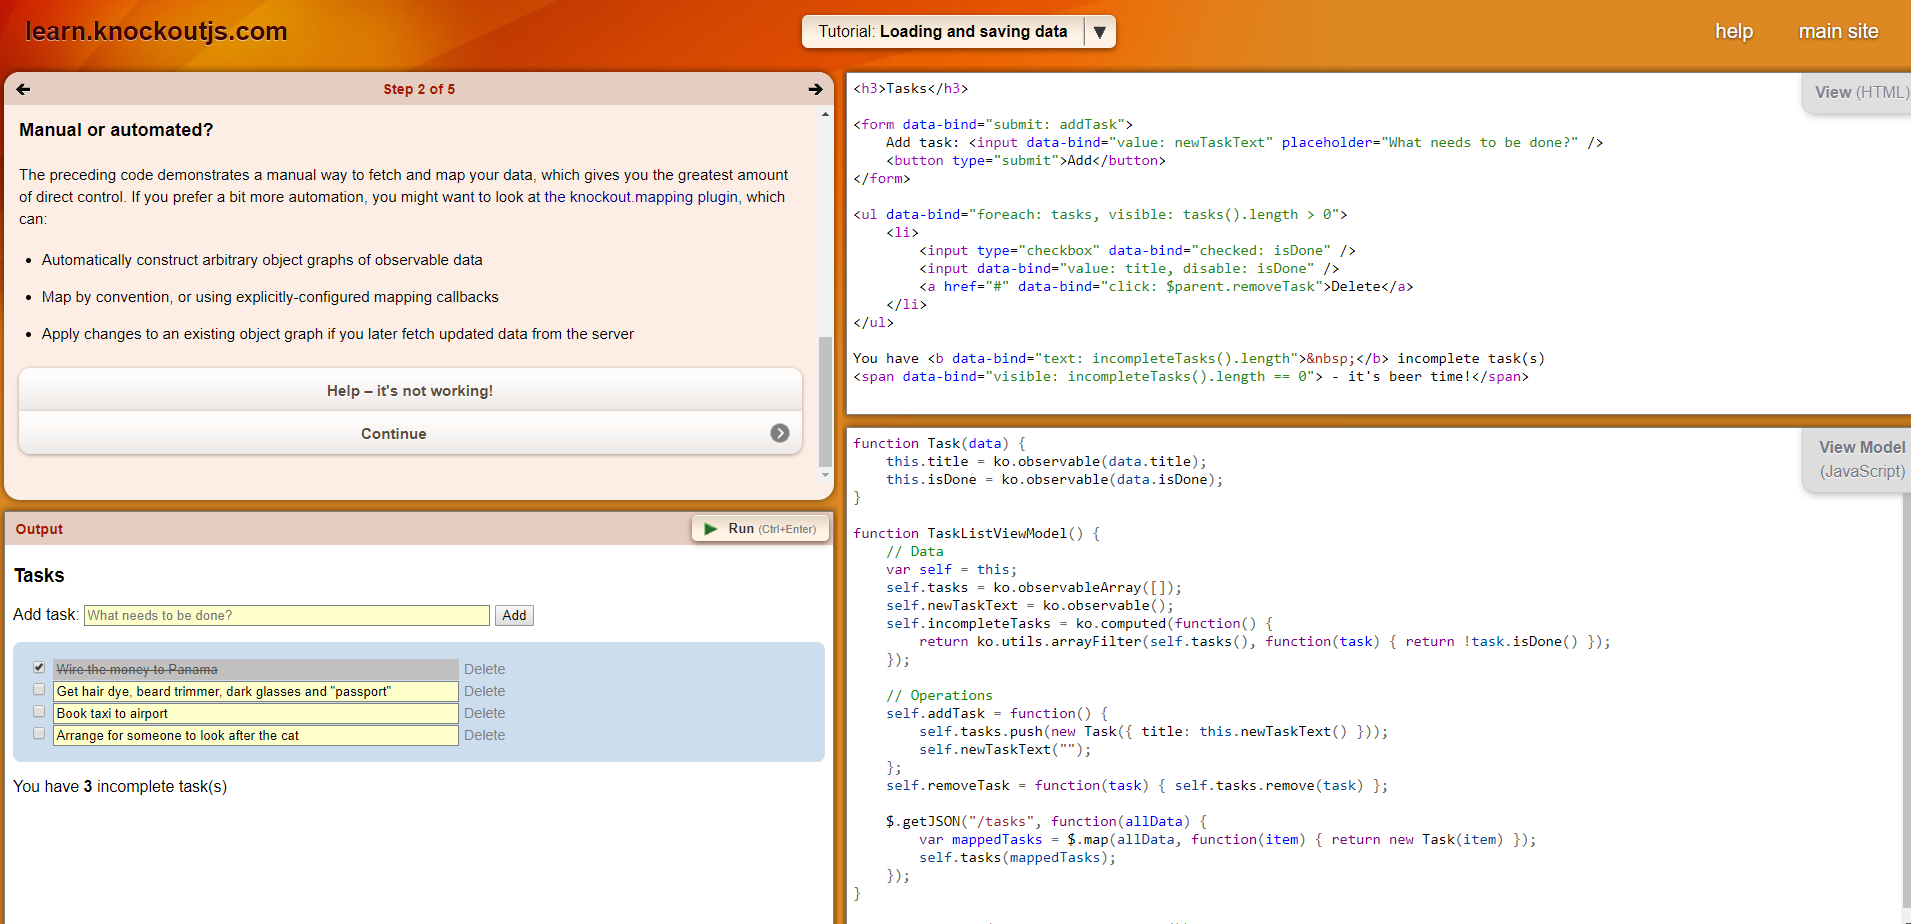 learn.knockoutjs.com
Tutorial: Loading and saving data ▼
help
main site
Step 2 of 5
Manual or automated?
The preceding code demonstrates a manual way to fetch and map your data, which gives you the greatest amount
of direct control. If you prefer a bit more automation, you might want to look at the knockout.mapping plugin, which
can:
• Automatically construct arbitrary object graphs of observable data
• Map by convention, or using explicitly-configured mapping callbacks
• Apply changes to an existing object graph if you later fetch updated data from the server
Help – it's not working!
Continue
Output
Run (Ctrl+Enter)
Tasks
Add task: What needs to be done? Add
Wire the money to Panama Delete
Get hair dye, beard trimmer, dark glasses and "passport" Delete
Book taxi to airport Delete
Arrange for someone to look after the cat Delete
You have 3 incomplete task(s)
View (HTML)
<h3>Tasks</h3>
<form data-bind="submit: addTask">
    Add task: <input data-bind="value: newTaskText" placeholder="What needs to be done?" />
    <button type="submit">Add</button>
</form>
<ul data-bind="foreach: tasks, visible: tasks().length > 0">
    <li>
        <input type="checkbox" data-bind="checked: isDone" />
        <input data-bind="value: title, disable: isDone" />
        <a href="#" data-bind="click: $parent.removeTask">Delete</a>
    </li>
</ul>
You have <b data-bind="text: incompleteTasks().length">&nbsp;</b> incomplete task(s)
<span data-bind="visible: incompleteTasks().length == 0"> - it's beer time!</span>
View Model
(JavaScript)
function Task(data) {
    this.title = ko.observable(data.title);
    this.isDone = ko.observable(data.isDone);
}
function TaskListViewModel() {
    // Data
    var self = this;
    self.tasks = ko.observableArray([]);
    self.newTaskText = ko.observable();
    self.incompleteTasks = ko.computed(function() {
        return ko.utils.arrayFilter(self.tasks(), function(task) { return !task.isDone() });
    });
    // Operations
    self.addTask = function() {
        self.tasks.push(new Task({ title: this.newTaskText() }));
        self.newTaskText("");
    };
    self.removeTask = function(task) { self.tasks.remove(task) };
    $.getJSON("/tasks", function(allData) {
        var mappedTasks = $.map(allData, function(item) { return new Task(item) });
        self.tasks(mappedTasks);
    });
}